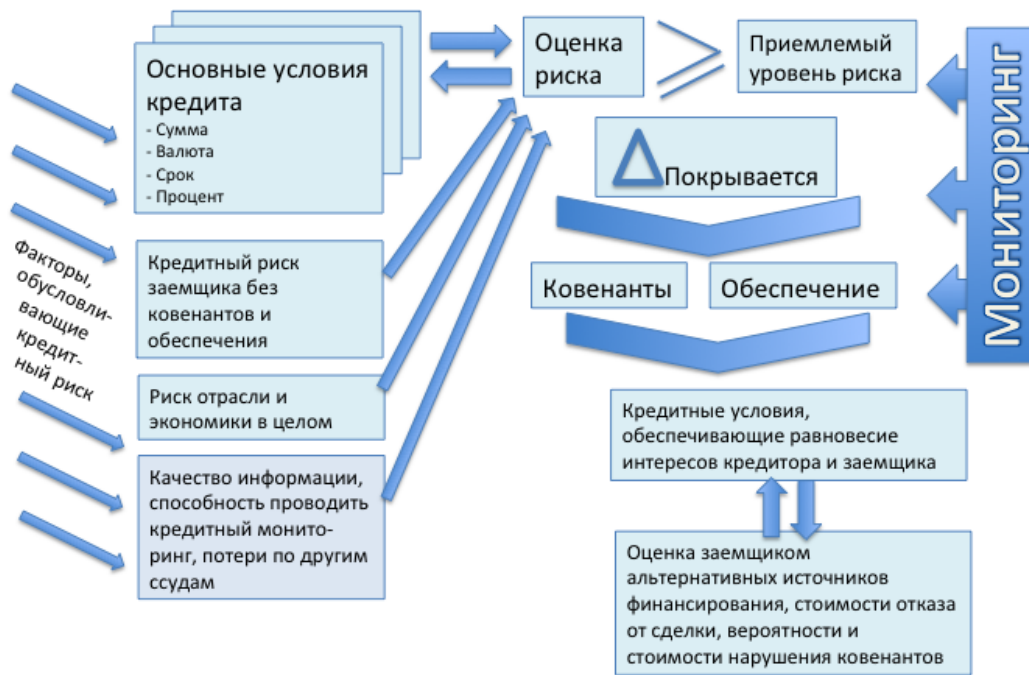 Основные условия
кредита
- Сумма
- Валюта
- Срок
- Процент
Оценка
риска
Приемлемый
уровень риска
Δ Покрывается
Мониторинг
Факторы,
обусловли-
вающие
кредит-
ный риск
Кредитный риск
заемщика без
ковенантов и
обеспечения
Ковенанты
Обеспечение
Риск отрасли и
экономики в целом
Качество информации,
способность проводить
кредитный монито-
ринг, потери по другим
ссудам
Кредитные условия,
обеспечивающие равновесие
интересов кредитора и заемщика
Оценка заемщиком
альтернативных источников
финансирования, стоимости отказа
от сделки, вероятности и
стоимости нарушения ковенантов